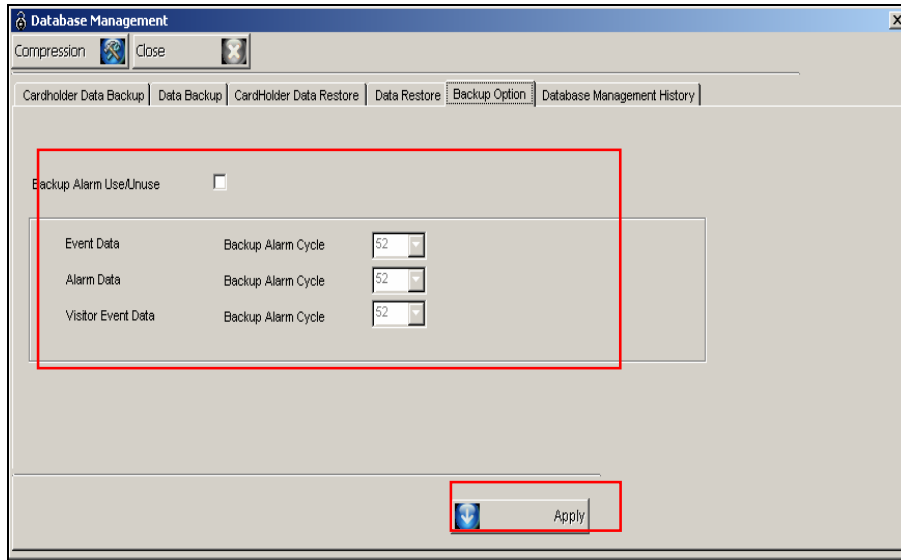 Database Management
Compression Close
Cardholder Data Backup Data Backup CardHolder Data Restore Data Restore Backup Option Database Management History
Backup Alarm Use/Unuse
Event Data Backup Alarm Cycle 52
Alarm Data Backup Alarm Cycle 52
Visitor Event Data Backup Alarm Cycle 52
Apply